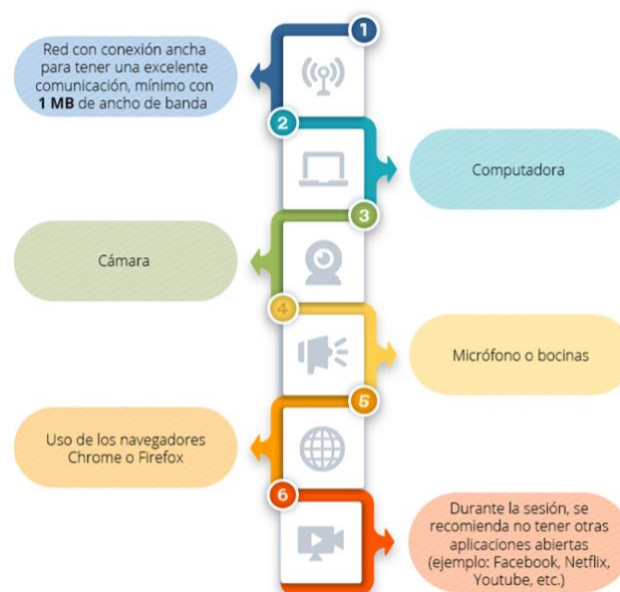 1
Red con conexión ancha
para tener una excelente
comunicación, mínimo con
1 MB de ancho de banda
2
Computadora
3
Cámara
4
Micrófono o bocinas
5
Uso de los navegadores
Chrome o Firefox
6
Durante la sesión, se
recomienda no tener otras
aplicaciones abiertas
(ejemplo: Facebook, Netflix,
Youtube, etc.)